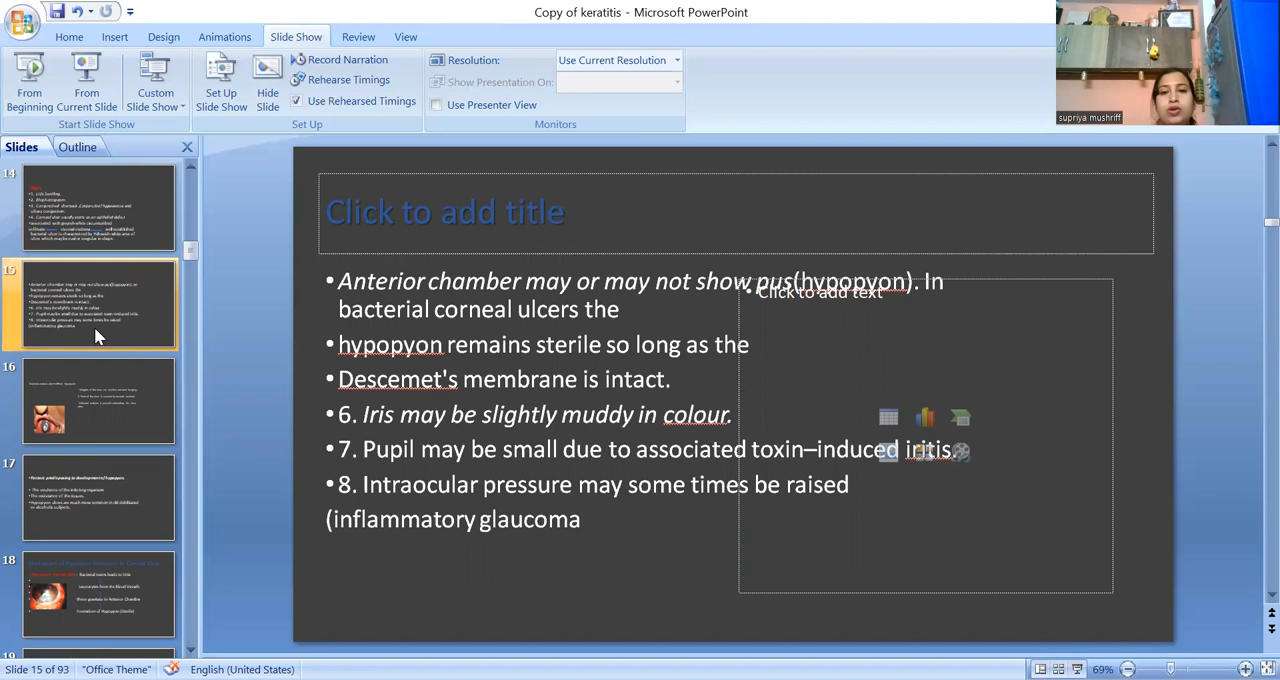 Copy of keratitis - Microsoft PowerPoint
Home Insert Design Animations Slide Show Review View
From Beginning
From Current Slide
Custom Slide Show
Start Slide Show
Set Up Slide Show
Hide Slide
Record Narration
Rehearse Timings
Use Rehearsed Timings
Set Up
Resolution: Use Current Resolution
Show Presentation On:
Use Presenter View
Monitors
supriya mushriff
Slides Outline
14
15
16
17
18
19
Click to add title
• Anterior chamber may or may not show pus(hypopyon). In
bacterial corneal ulcers the
• hypopyon remains sterile so long as the
• Descemet's membrane is intact.
• 6. Iris may be slightly muddy in colour.
• 7. Pupil may be small due to associated toxin–induced iritis.
• 8. Intraocular pressure may some times be raised
(inflammatory glaucoma
• Click to add text
Slide 15 of 93 "Office Theme" English (United States) 69%